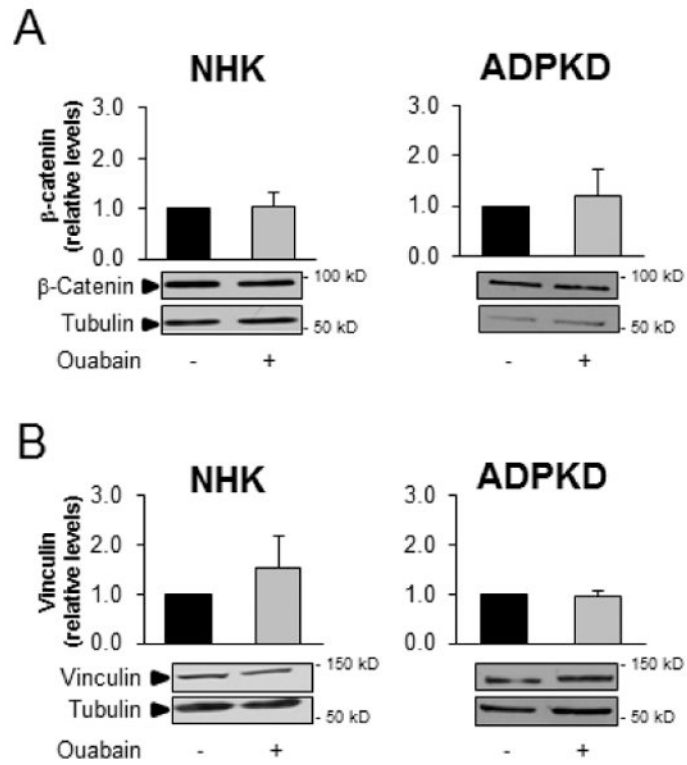 A
NHK ADPKD
β-catenin
(relative levels)
3.0 3.0
2.0 2.0
1.0 1.0
0.0 0.0
β-Catenin - 100 kD - 100 kD
Tubulin - 50 kD - 50 kD
Ouabain - + - +
B
NHK ADPKD
Vinculin
(relative levels)
3.0 3.0
2.0 2.0
1.0 1.0
0.0 0.0
Vinculin - 150 kD - 150 kD
Tubulin - 50 kD - 50 kD
Ouabain - + - +